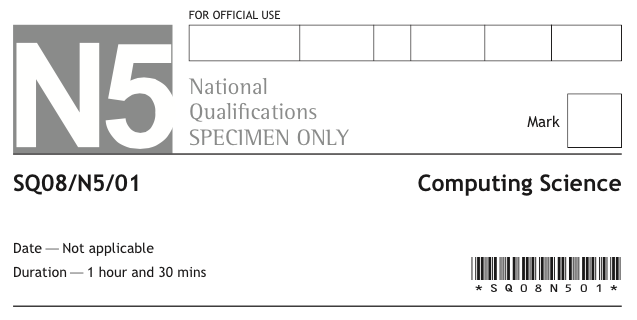 FOR OFFICIAL USE
N5
National
Qualifications
SPECIMEN ONLY
Mark
SQ08/N5/01
Computing Science
Date — Not applicable
Duration — 1 hour and 30 mins
*SQ08N501*